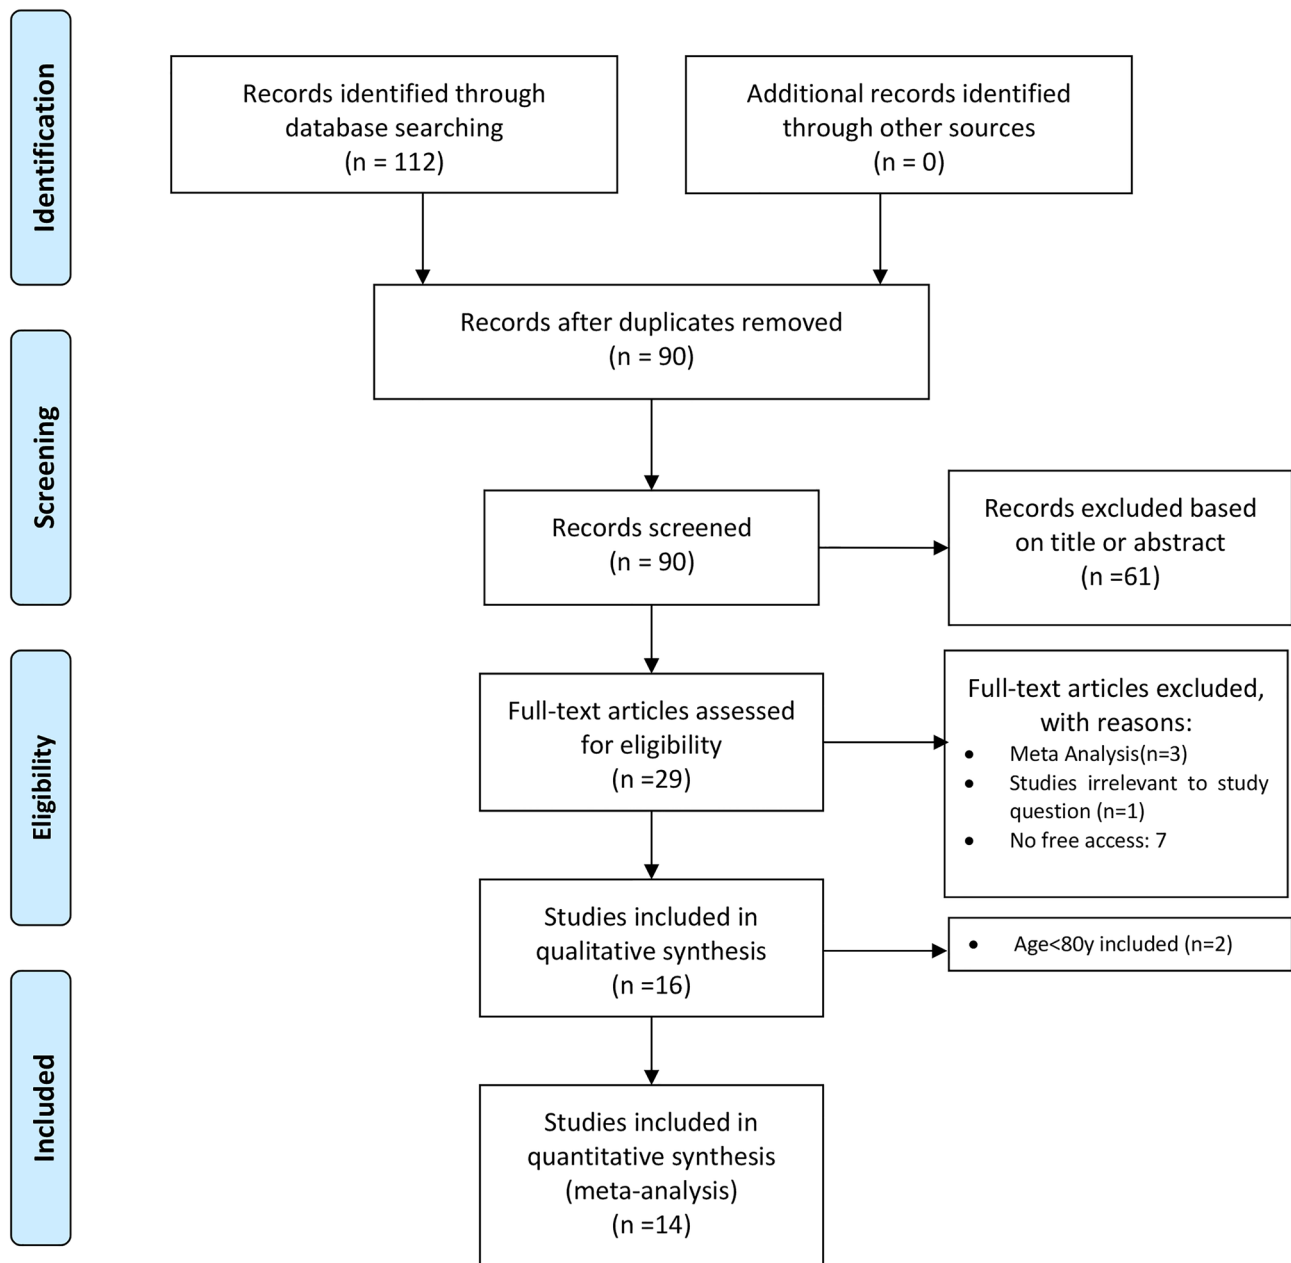 Identification
Records identified through
database searching
(n = 112)
Additional records identified
through other sources
(n = 0)
Records after duplicates removed
(n = 90)
Screening
Records screened
(n = 90)
Records excluded based
on title or abstract
(n =61)
Eligibility
Full-text articles assessed
for eligibility
(n =29)
Full-text articles excluded,
with reasons:
• Meta Analysis(n=3)
• Studies irrelevant to study
question (n=1)
• No free access: 7
Studies included in
qualitative synthesis
(n =16)
• Age<80y included (n=2)
Included
Studies included in
quantitative synthesis
(meta-analysis)
(n =14)